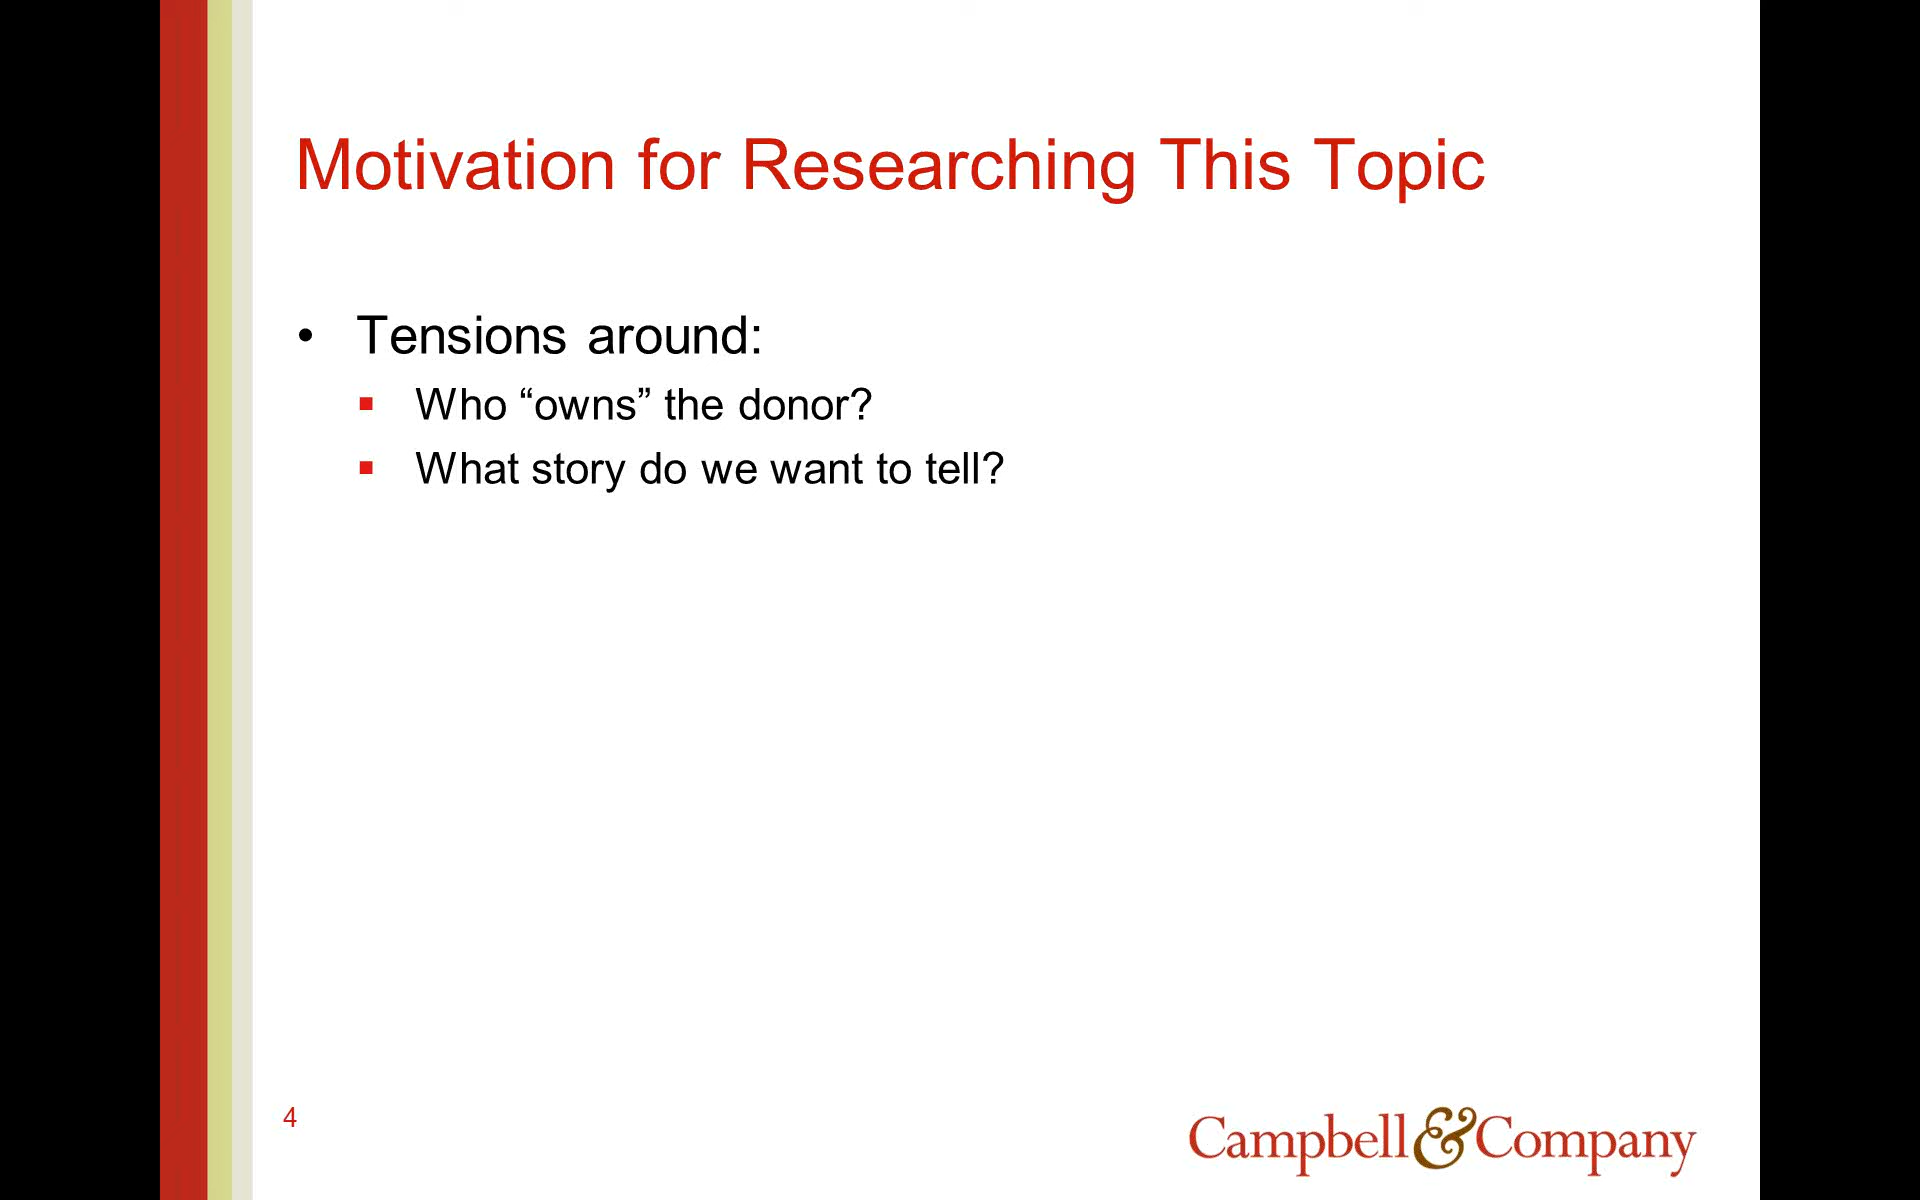 Motivation for Researching This Topic
• Tensions around:
▪ Who “owns” the donor?
▪ What story do we want to tell?
4
Campbell&Company